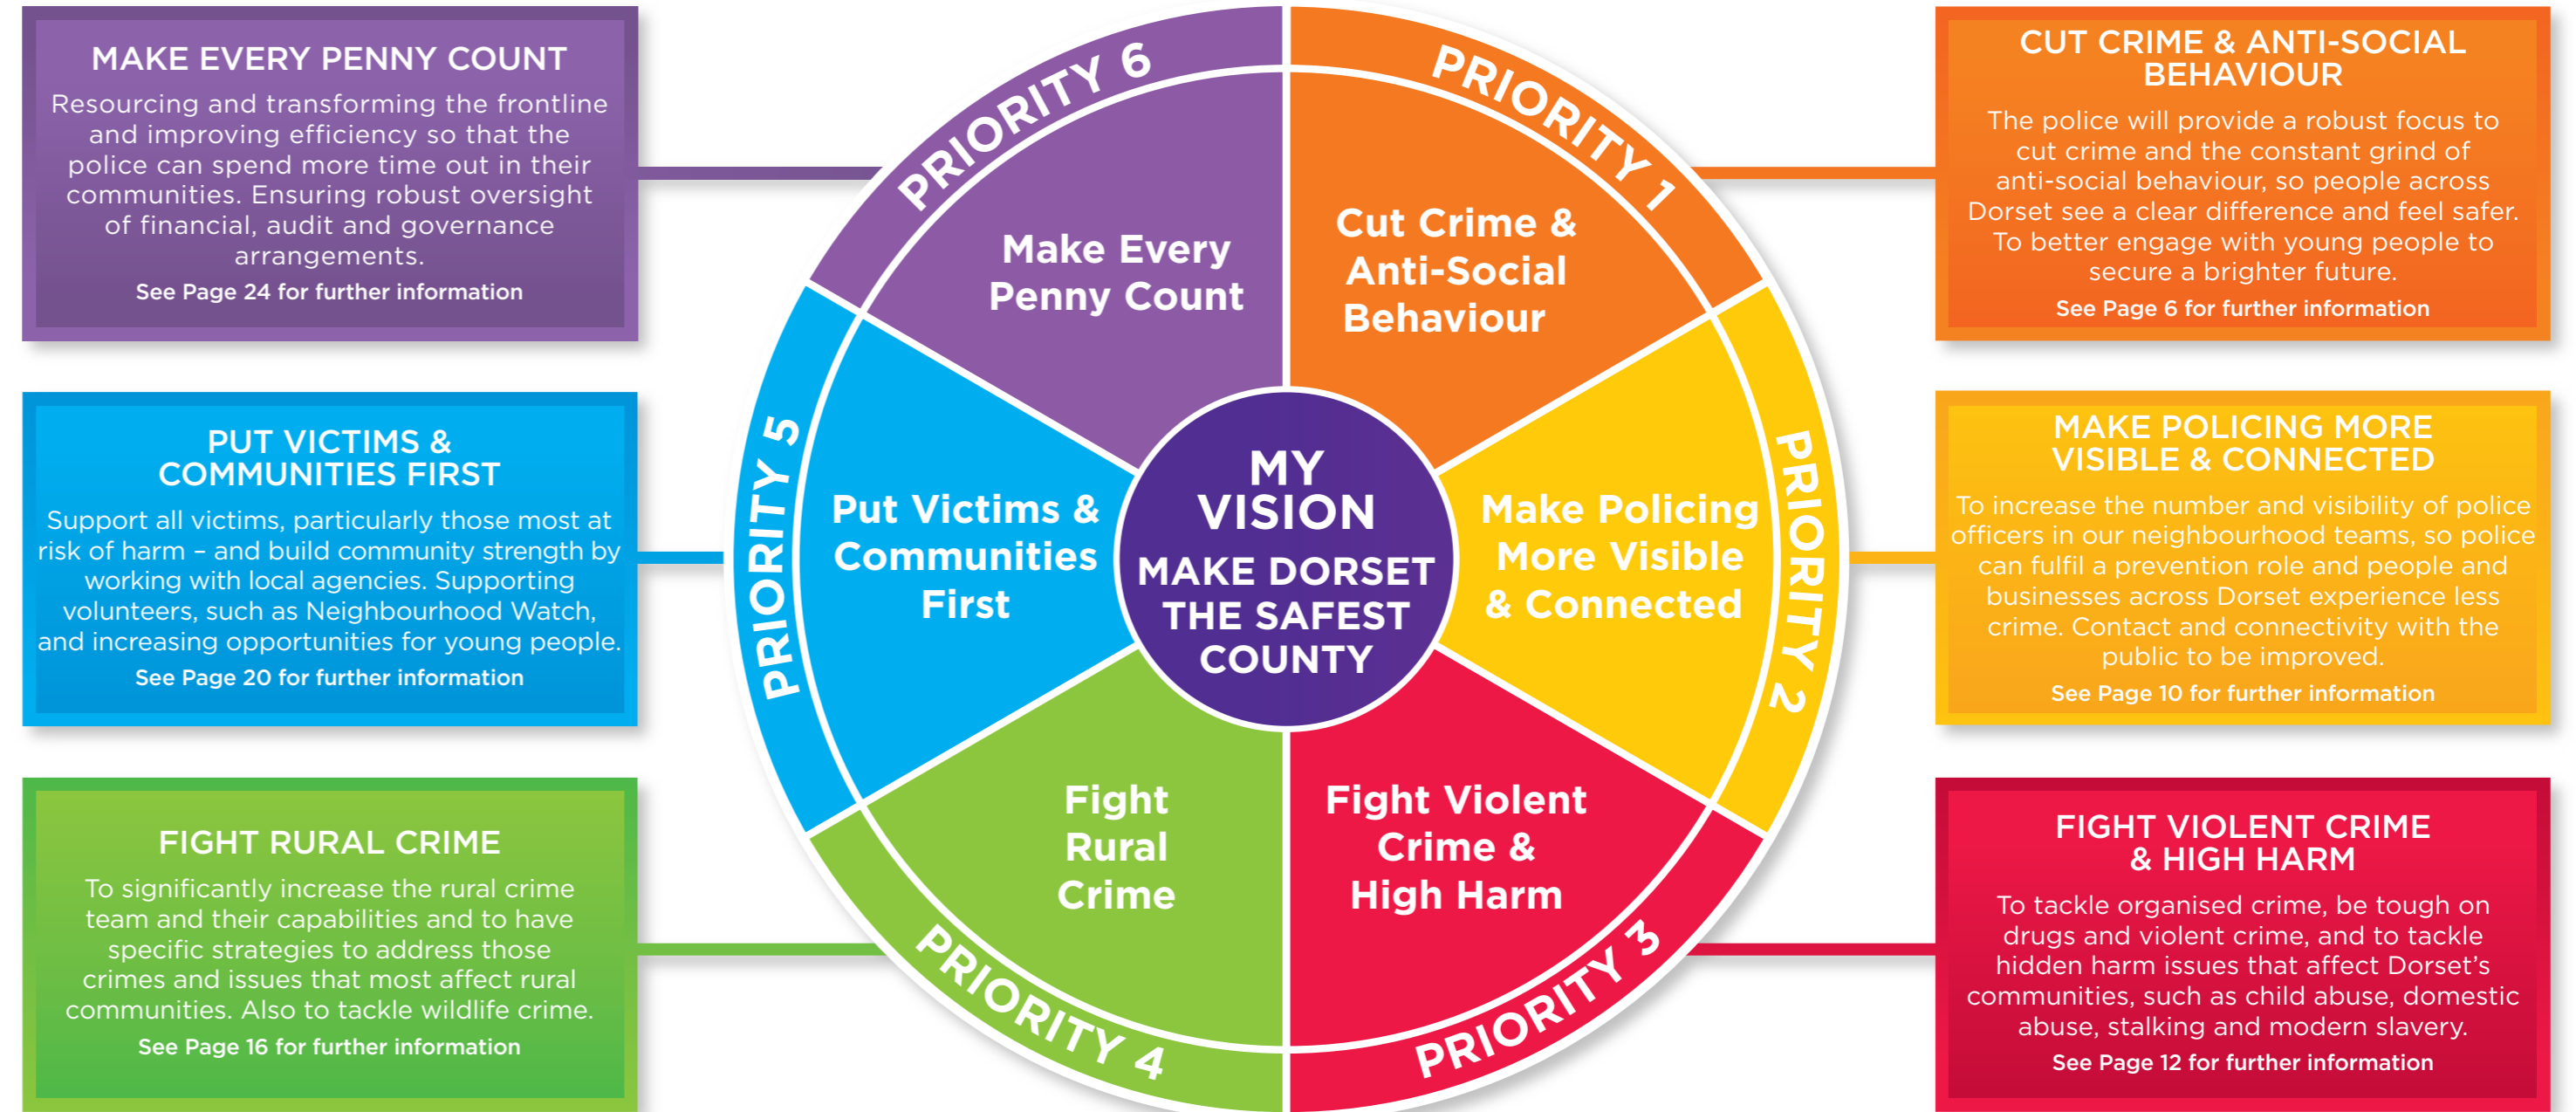 MAKE EVERY PENNY COUNT
Resourcing and transforming the frontline
and improving efficiency so that the
police can spend more time out in their
communities. Ensuring robust oversight
of financial, audit and governance
arrangements.
See Page 24 for further information
PUT VICTIMS &
COMMUNITIES FIRST
Support all victims, particularly those most at
risk of harm – and build community strength by
working with local agencies. Supporting
volunteers, such as Neighbourhood Watch,
and increasing opportunities for young people.
See Page 20 for further information
FIGHT RURAL CRIME
To significantly increase the rural crime
team and their capabilities and to have
specific strategies to address those
crimes and issues that most affect rural
communities. Also to tackle wildlife crime.
See Page 16 for further information
PRIORITY 6
Make Every
Penny Count
PRIORITY 1
Cut Crime &
Anti-Social
Behaviour
PRIORITY 5
Put Victims &
Communities
First
MY
VISION
MAKE DORSET
THE SAFEST
COUNTY
PRIORITY 2
Make Policing
More Visible
& Connected
Fight
Rural
Crime
PRIORITY 4
Fight Violent
Crime &
High Harm
PRIORITY 3
CUT CRIME & ANTI-SOCIAL
BEHAVIOUR
The police will provide a robust focus to
cut crime and the constant grind of
anti-social behaviour, so people across
Dorset see a clear difference and feel safer.
To better engage with young people to
secure a brighter future.
See Page 6 for further information
MAKE POLICING MORE
VISIBLE & CONNECTED
To increase the number and visibility of police
officers in our neighbourhood teams, so police
can fulfil a prevention role and people and
businesses across Dorset experience less
crime. Contact and connectivity with the
public to be improved.
See Page 10 for further information
FIGHT VIOLENT CRIME
& HIGH HARM
To tackle organised crime, be tough on
drugs and violent crime, and to tackle
hidden harm issues that affect Dorset's
communities, such as child abuse, domestic
abuse, stalking and modern slavery.
See Page 12 for further information